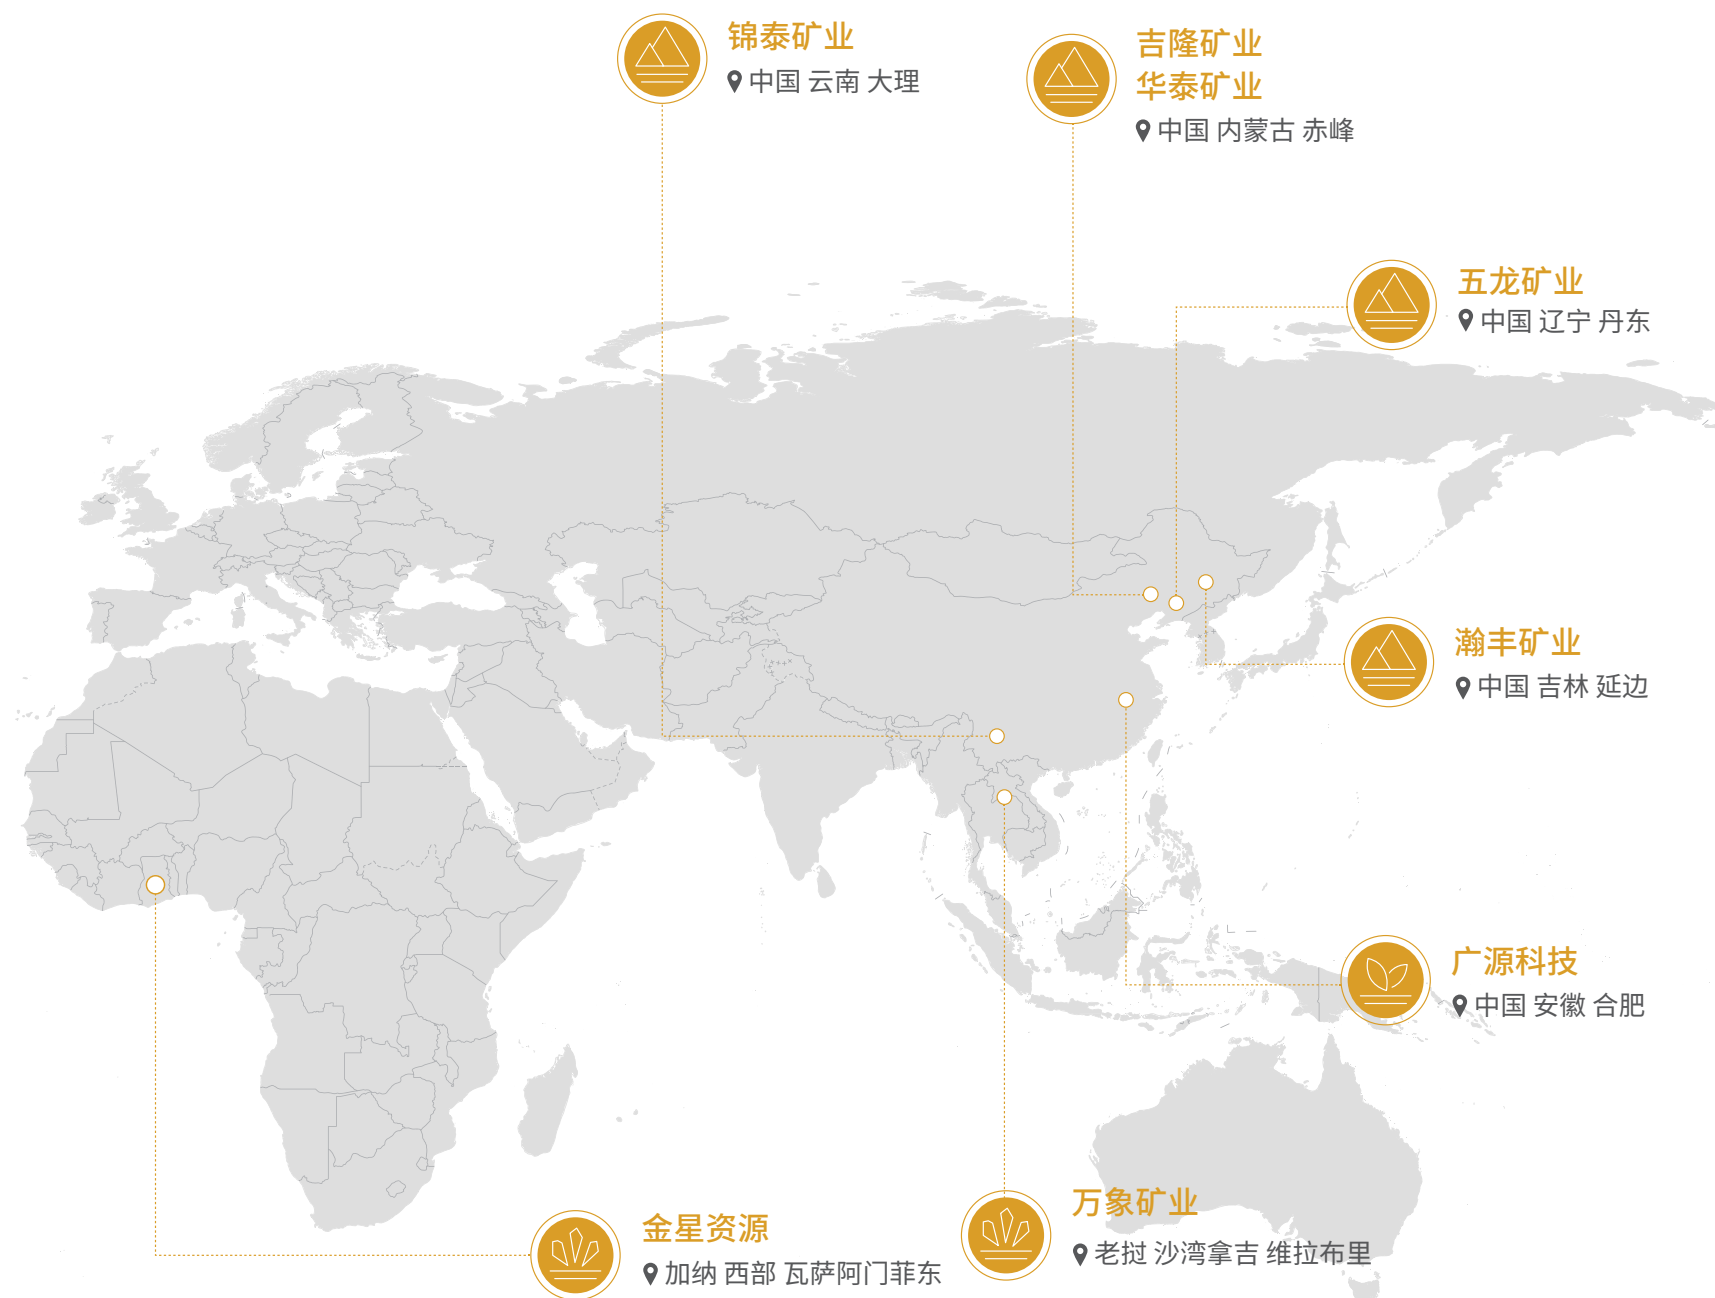 锦泰矿业
中国 云南 大理
吉隆矿业
华泰矿业
中国 内蒙古 赤峰
五龙矿业
中国 辽宁 丹东
瀚丰矿业
中国 吉林 延边
广源科技
中国 安徽 合肥
万象矿业
老挝 沙湾拿吉 维拉布里
金星资源
加纳 西部 瓦萨阿门菲东